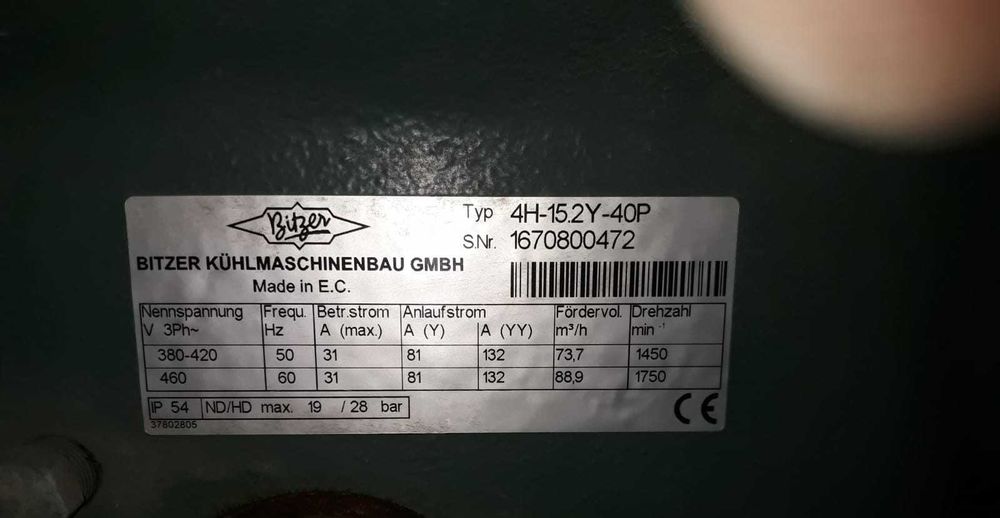 Bitzer
Typ 4H-15.2Y-40P
S.Nr. 1670800472
BITZER KÜHLMASCHINENBAU GMBH
Made in E.C.
Nennspannung Frequ. Betr.strom Anlaufstrom Fördervol. Drehzahl
V 3Ph~ Hz A (max.) A (Y) A (YY) m³/h min ⁻¹
380-420 50 31 81 132 73,7 1450
460 60 31 81 132 88,9 1750
IP 54 ND/HD max. 19 / 28 bar
CE
37802805